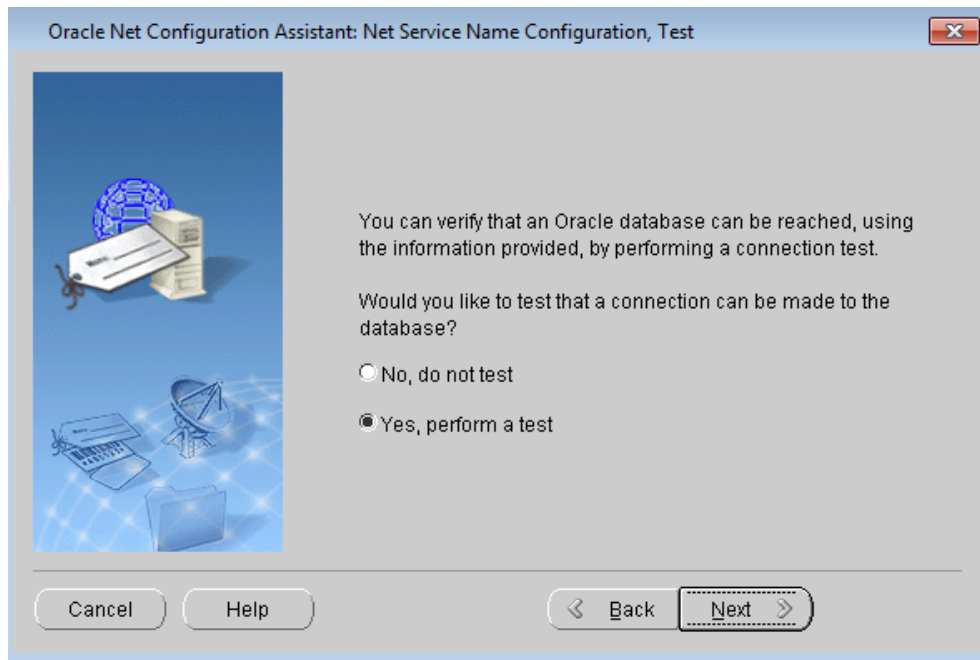 Oracle Net Configuration Assistant: Net Service Name Configuration, Test
You can verify that an Oracle database can be reached, using
the information provided, by performing a connection test.
Would you like to test that a connection can be made to the
database?
No, do not test
Yes, perform a test
Cancel
Help
Back
Next